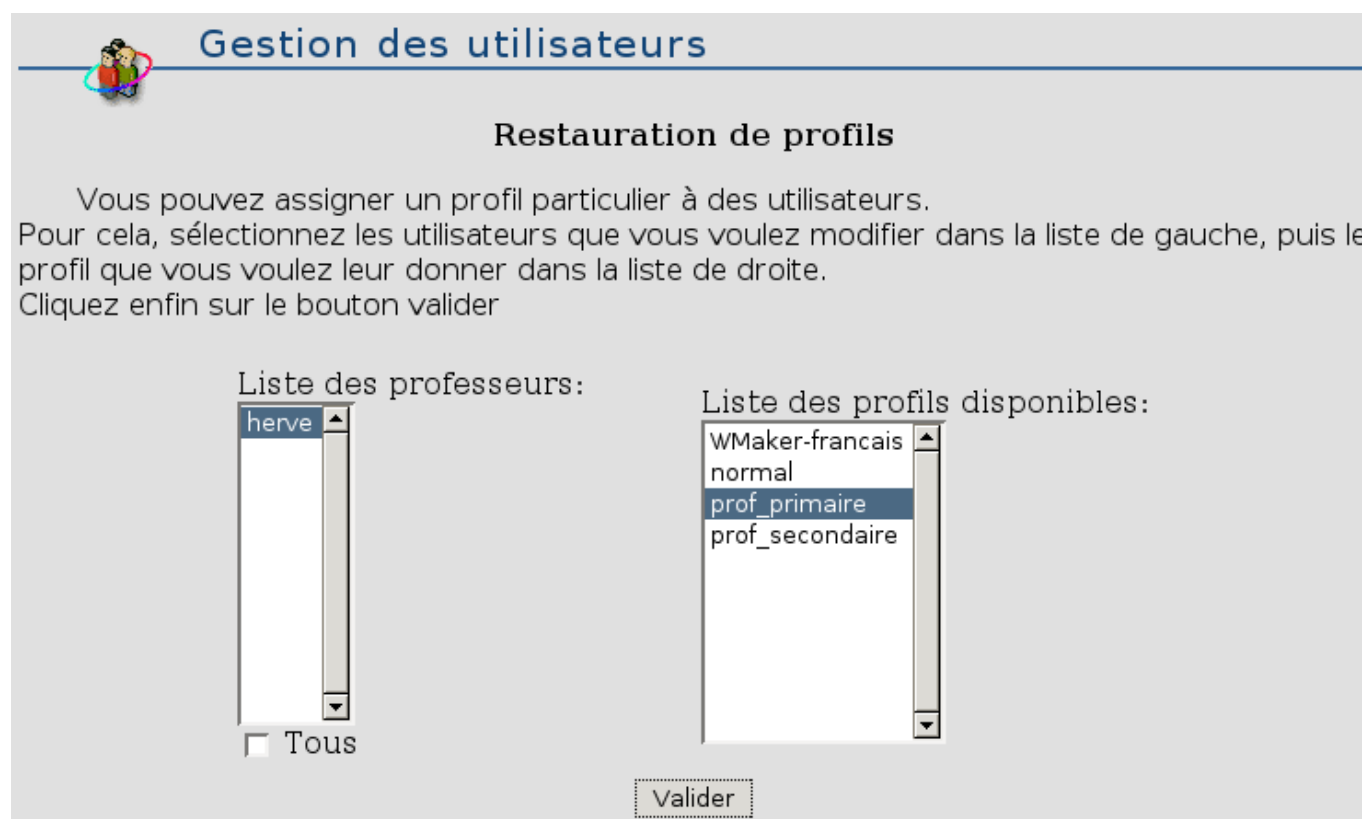 Gestion des utilisateurs
Restauration de profils
Vous pouvez assigner un profil particulier à des utilisateurs.
Pour cela, sélectionnez les utilisateurs que vous voulez modifier dans la liste de gauche, puis le
profil que vous voulez leur donner dans la liste de droite.
Cliquez enfin sur le bouton valider
Liste des professeurs:
herve
Tous
Liste des profils disponibles:
WMaker-francais
normal
prof_primaire
prof_secondaire
Valider